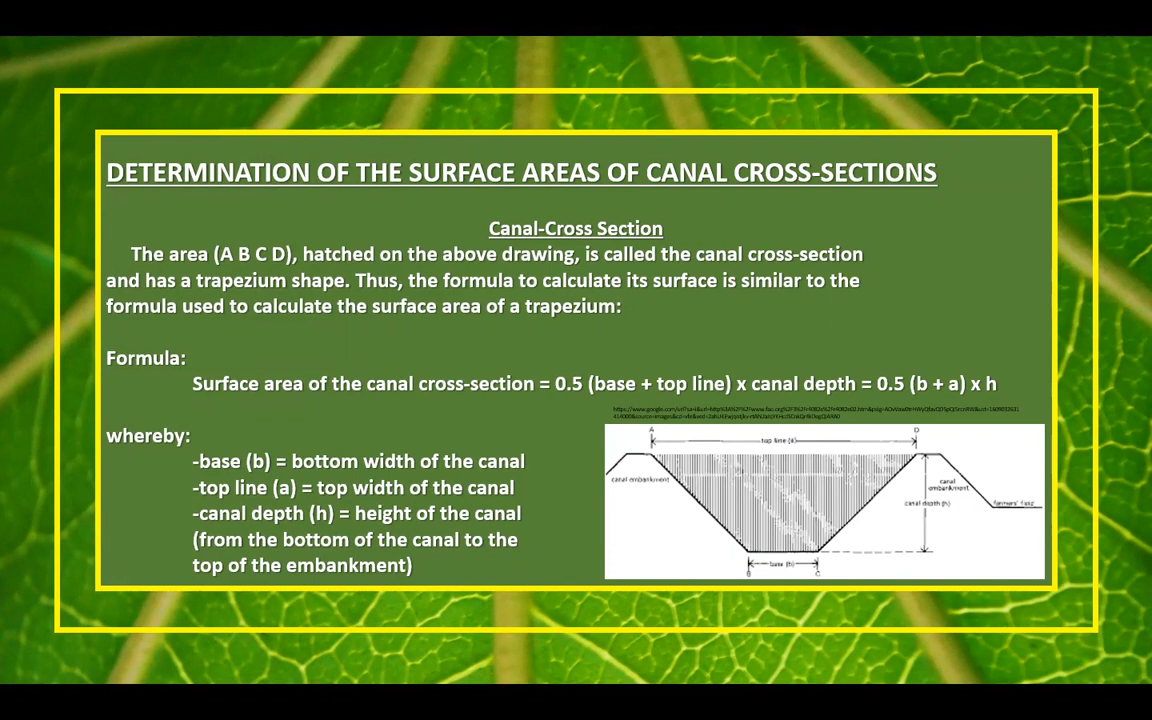 DETERMINATION OF THE SURFACE AREAS OF CANAL CROSS-SECTIONS
Canal-Cross Section
The area (A B C D), hatched on the above drawing, is called the canal cross-section
and has a trapezium shape. Thus, the formula to calculate its surface is similar to the
formula used to calculate the surface area of a trapezium:
Formula:
Surface area of the canal cross-section = 0.5 (base + top line) x canal depth = 0.5 (b + a) x h
whereby:
-base (b) = bottom width of the canal
-top line (a) = top width of the canal
-canal depth (h) = height of the canal
(from the bottom of the canal to the
top of the embankment)
A
D
top line (a)
canal embankment
canal
embankment
canal depth (h)
farmers' field
base (b)
B
C